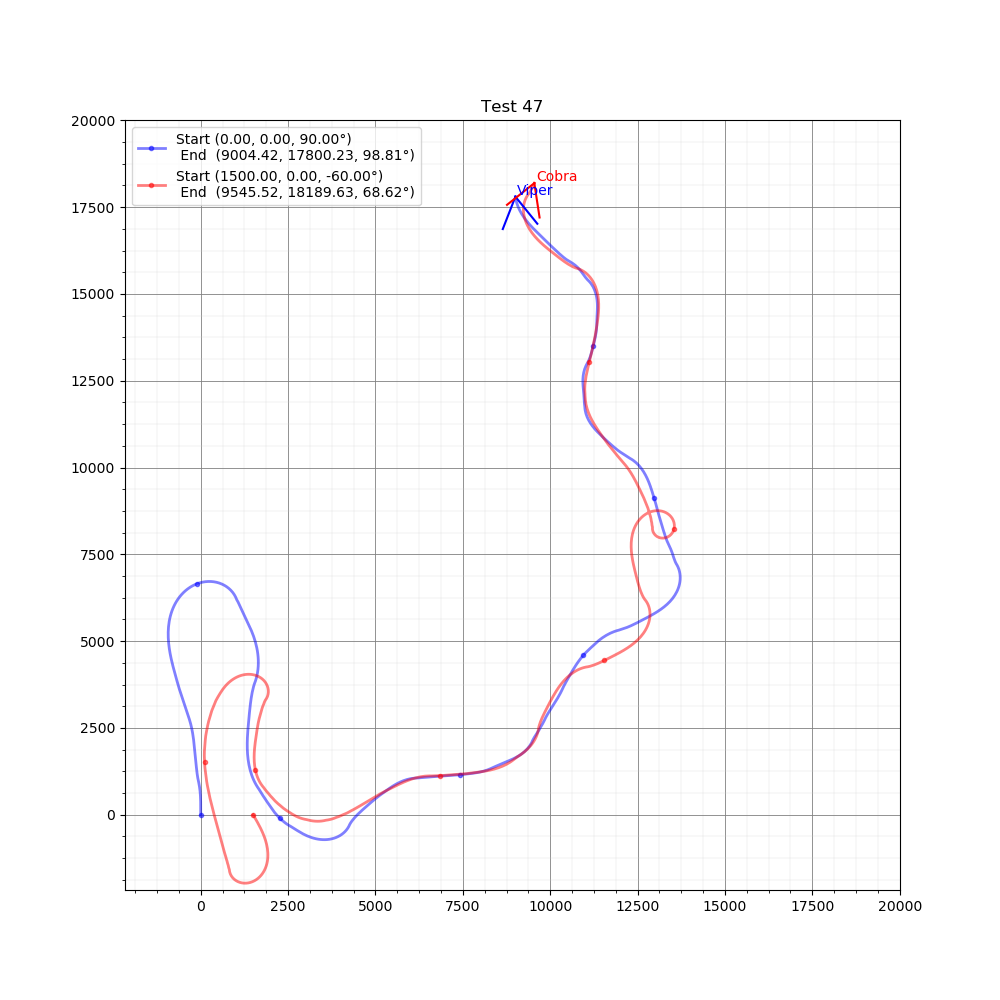 Test 47
Start (0.00, 0.00, 90.00°)
End  (9004.42, 17800.23, 98.81°)
Start (1500.00, 0.00, -60.00°)
End  (9545.52, 18189.63, 68.62°)
Cobra
Viper
20000
17500
15000
12500
10000
7500
5000
2500
0
0 2500 5000 7500 10000 12500 15000 17500 20000